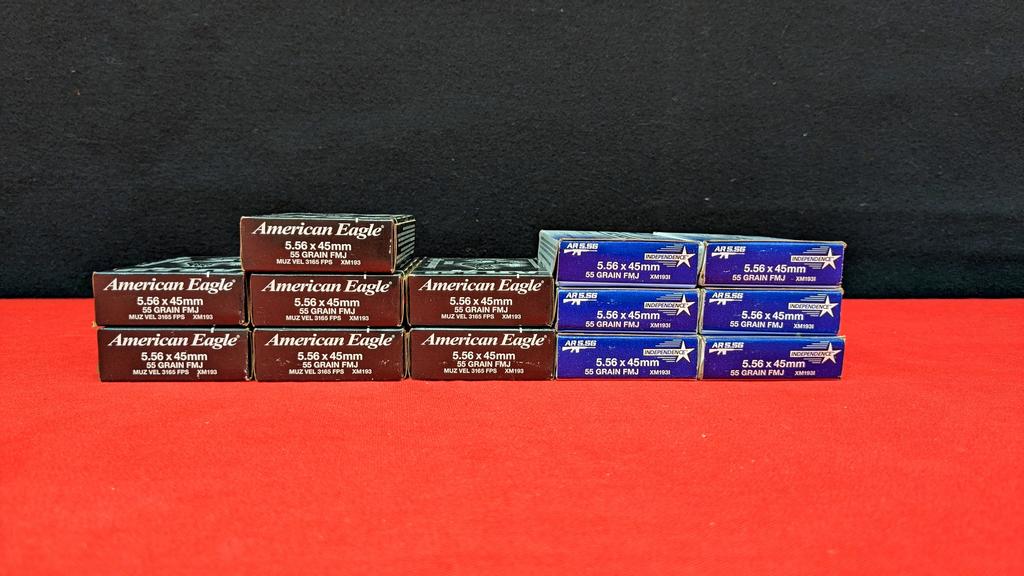 American Eagle
5.56 x 45mm
55 GRAIN FMJ
MUZ VEL 3165 FPS XM193
AR 5.56
INDEPENDENCE
5.56 x 45mm
55 GRAIN FMJ XM193I
AR 5.56
INDEPENDENCE
5.56 x 45mm
55 GRAIN FMJ XM193I
American Eagle
5.56 x 45mm
55 GRAIN FMJ
MUZ VEL 3165 FPS XM193
American Eagle
5.56 x 45mm
55 GRAIN FMJ
MUZ VEL 3165 FPS XM193
American Eagle
5.56 x 45mm
55 GRAIN FMJ
MUZ VEL 3165 FPS XM193
AR 5.56
INDEPENDENCE
5.56 x 45mm
55 GRAIN FMJ XM193I
AR 5.56
INDEPENDENCE
5.56 x 45mm
55 GRAIN FMJ XM193I
American Eagle
5.56 x 45mm
55 GRAIN FMJ
MUZ VEL 3165 FPS XM193
American Eagle
5.56 x 45mm
55 GRAIN FMJ
MUZ VEL 3165 FPS XM193
American Eagle
5.56 x 45mm
55 GRAIN FMJ
MUZ VEL 3165 FPS XM193
AR 5.56
INDEPENDENCE
5.56 x 45mm
55 GRAIN FMJ XM193I
AR 5.56
INDEPENDENCE
5.56 x 45mm
55 GRAIN FMJ XM193I